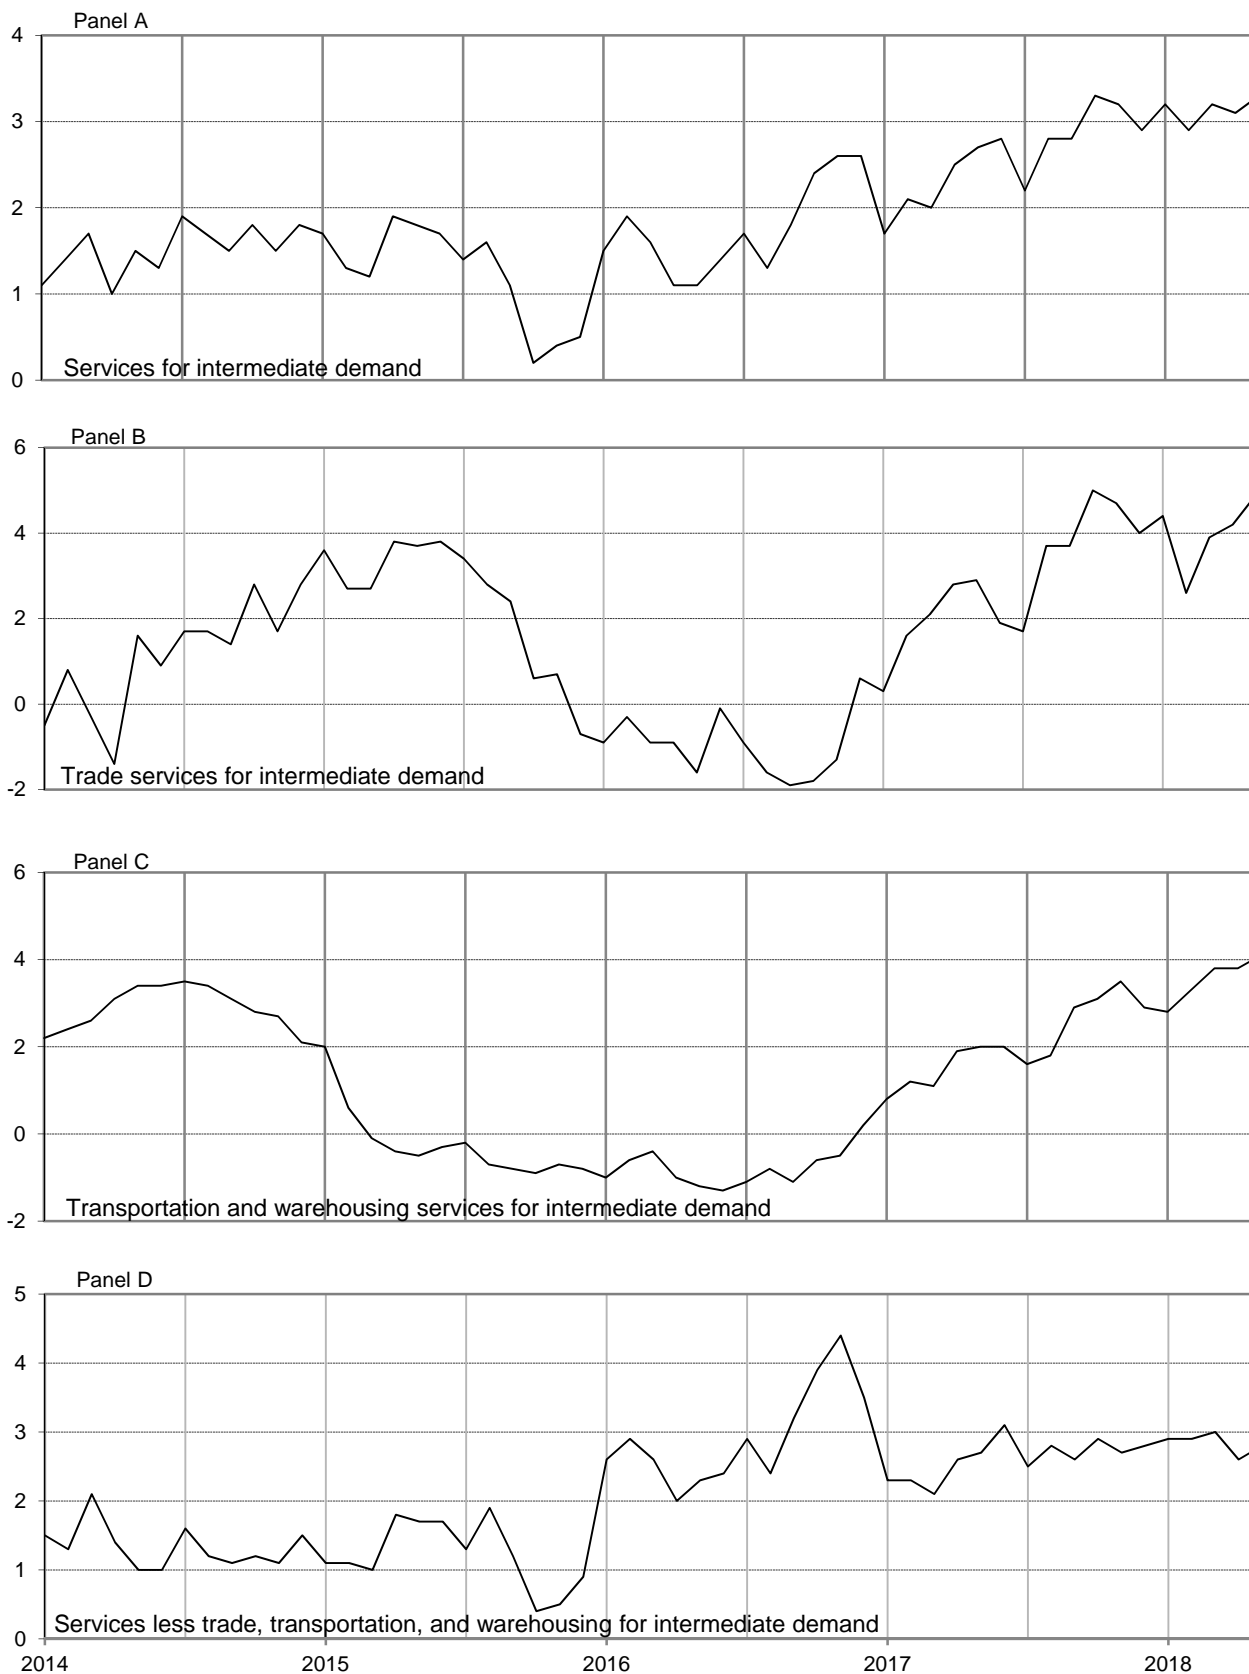 Panel A
4
3
2
1
0
Services for intermediate demand
Panel B
6
4
2
0
-2
Trade services for intermediate demand
Panel C
6
4
2
0
-2
Transportation and warehousing services for intermediate demand
Panel D
5
4
3
2
1
0
Services less trade, transportation, and warehousing for intermediate demand
2014 2015 2016 2017 2018